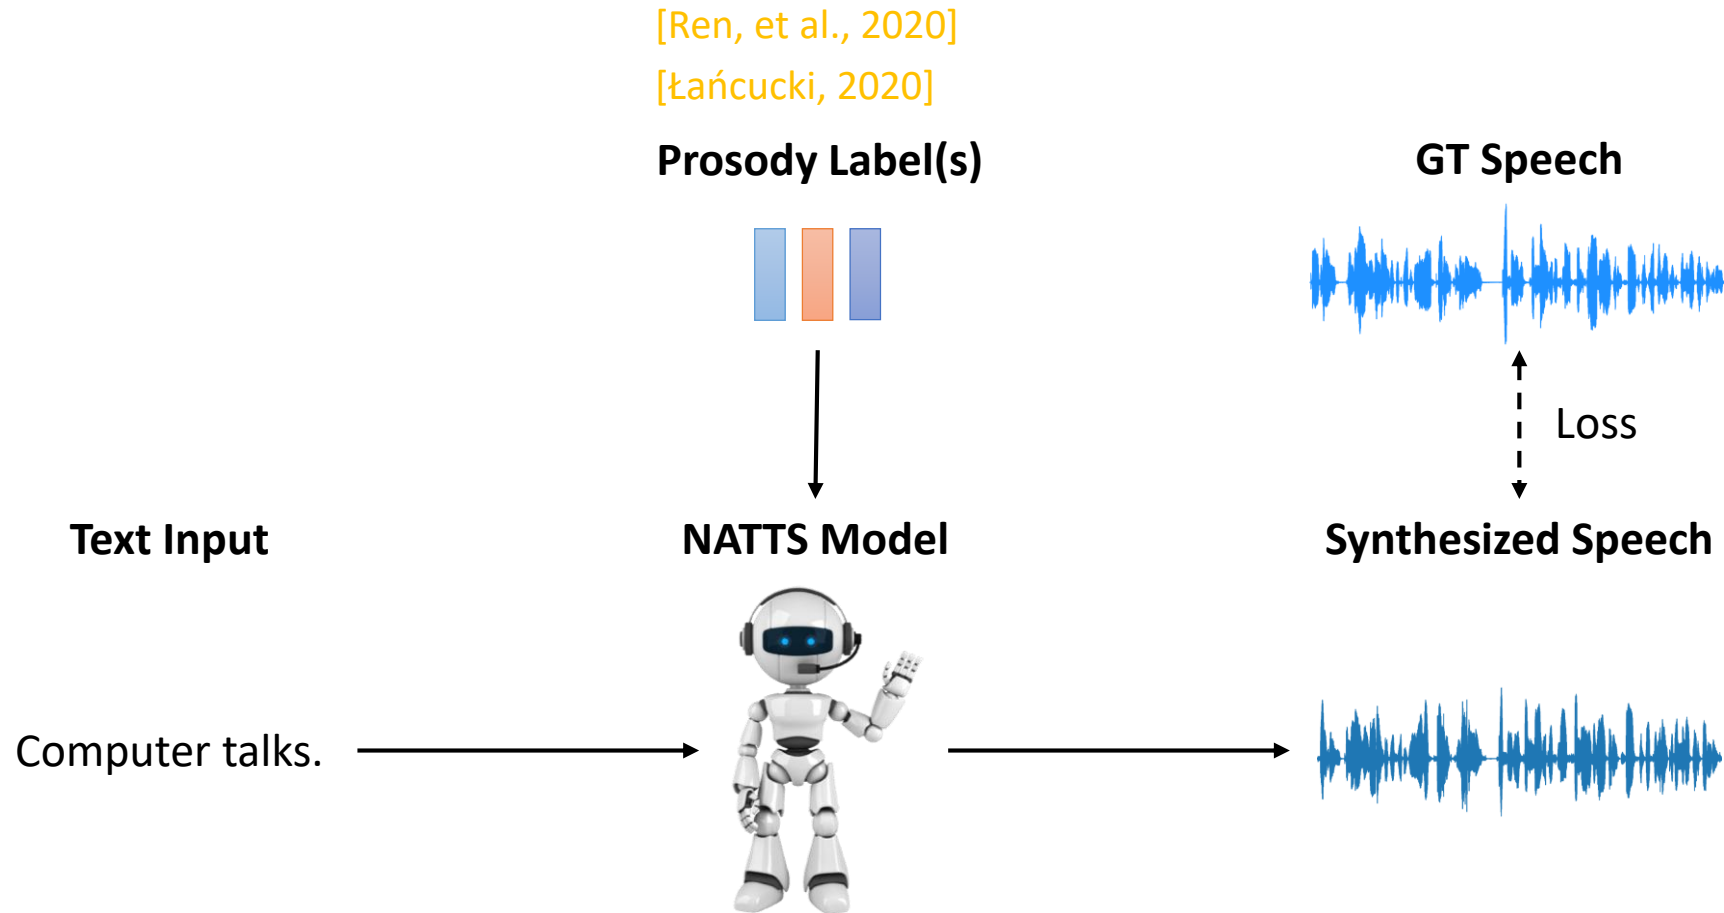 [Ren, et al., 2020]
[Łańcucki, 2020]
Prosody Label(s)
GT Speech
Loss
Text Input
NATTS Model
Synthesized Speech
Computer talks.